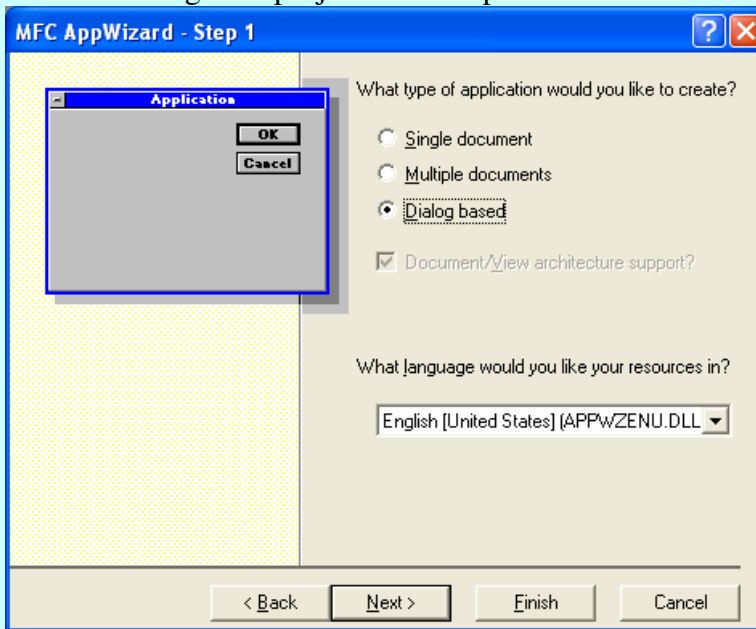 MFC AppWizard - Step 1
Application
OK
Cancel
What type of application would you like to create?
Single document
Multiple documents
Dialog based
Document/View architecture support?
What language would you like your resources in?
English [United States] (APPWZENU.DLL
< Back
Next >
Finish
Cancel